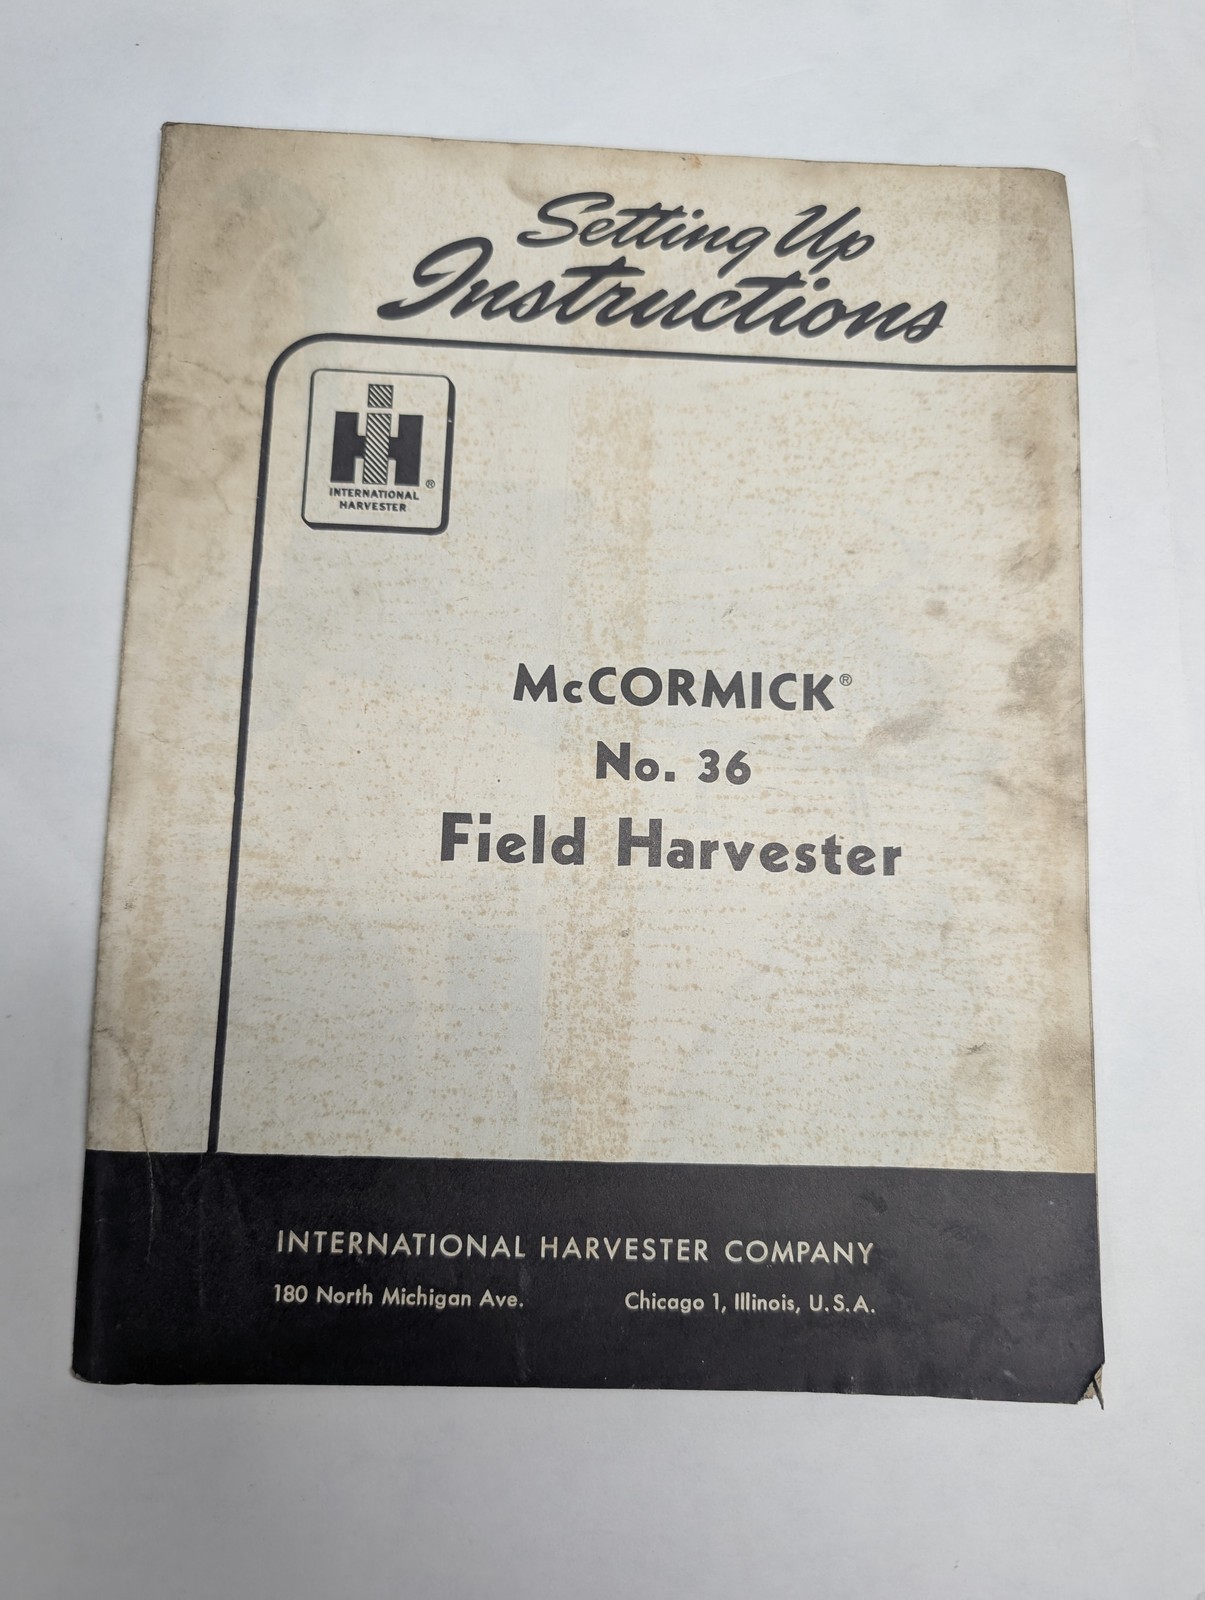 Setting Up
Instructions
IH
INTERNATIONAL
HARVESTER ®
McCORMICK®
No. 36
Field Harvester
INTERNATIONAL HARVESTER COMPANY
180 North Michigan Ave. Chicago 1, Illinois, U.S.A.